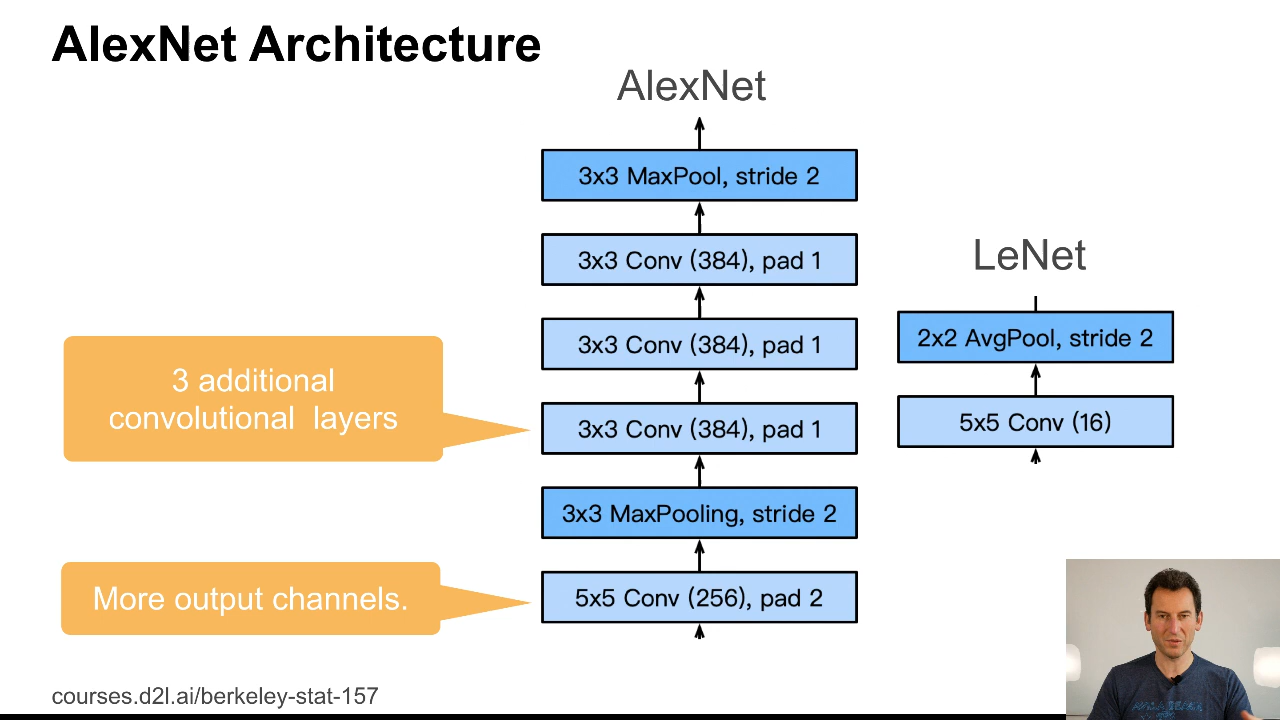 AlexNet Architecture
AlexNet
3x3 MaxPool, stride 2
3x3 Conv (384), pad 1
3x3 Conv (384), pad 1
3x3 Conv (384), pad 1
3x3 MaxPooling, stride 2
5x5 Conv (256), pad 2
LeNet
2x2 AvgPool, stride 2
5x5 Conv (16)
3 additional
convolutional layers
More output channels.
courses.d2l.ai/berkeley-stat-157